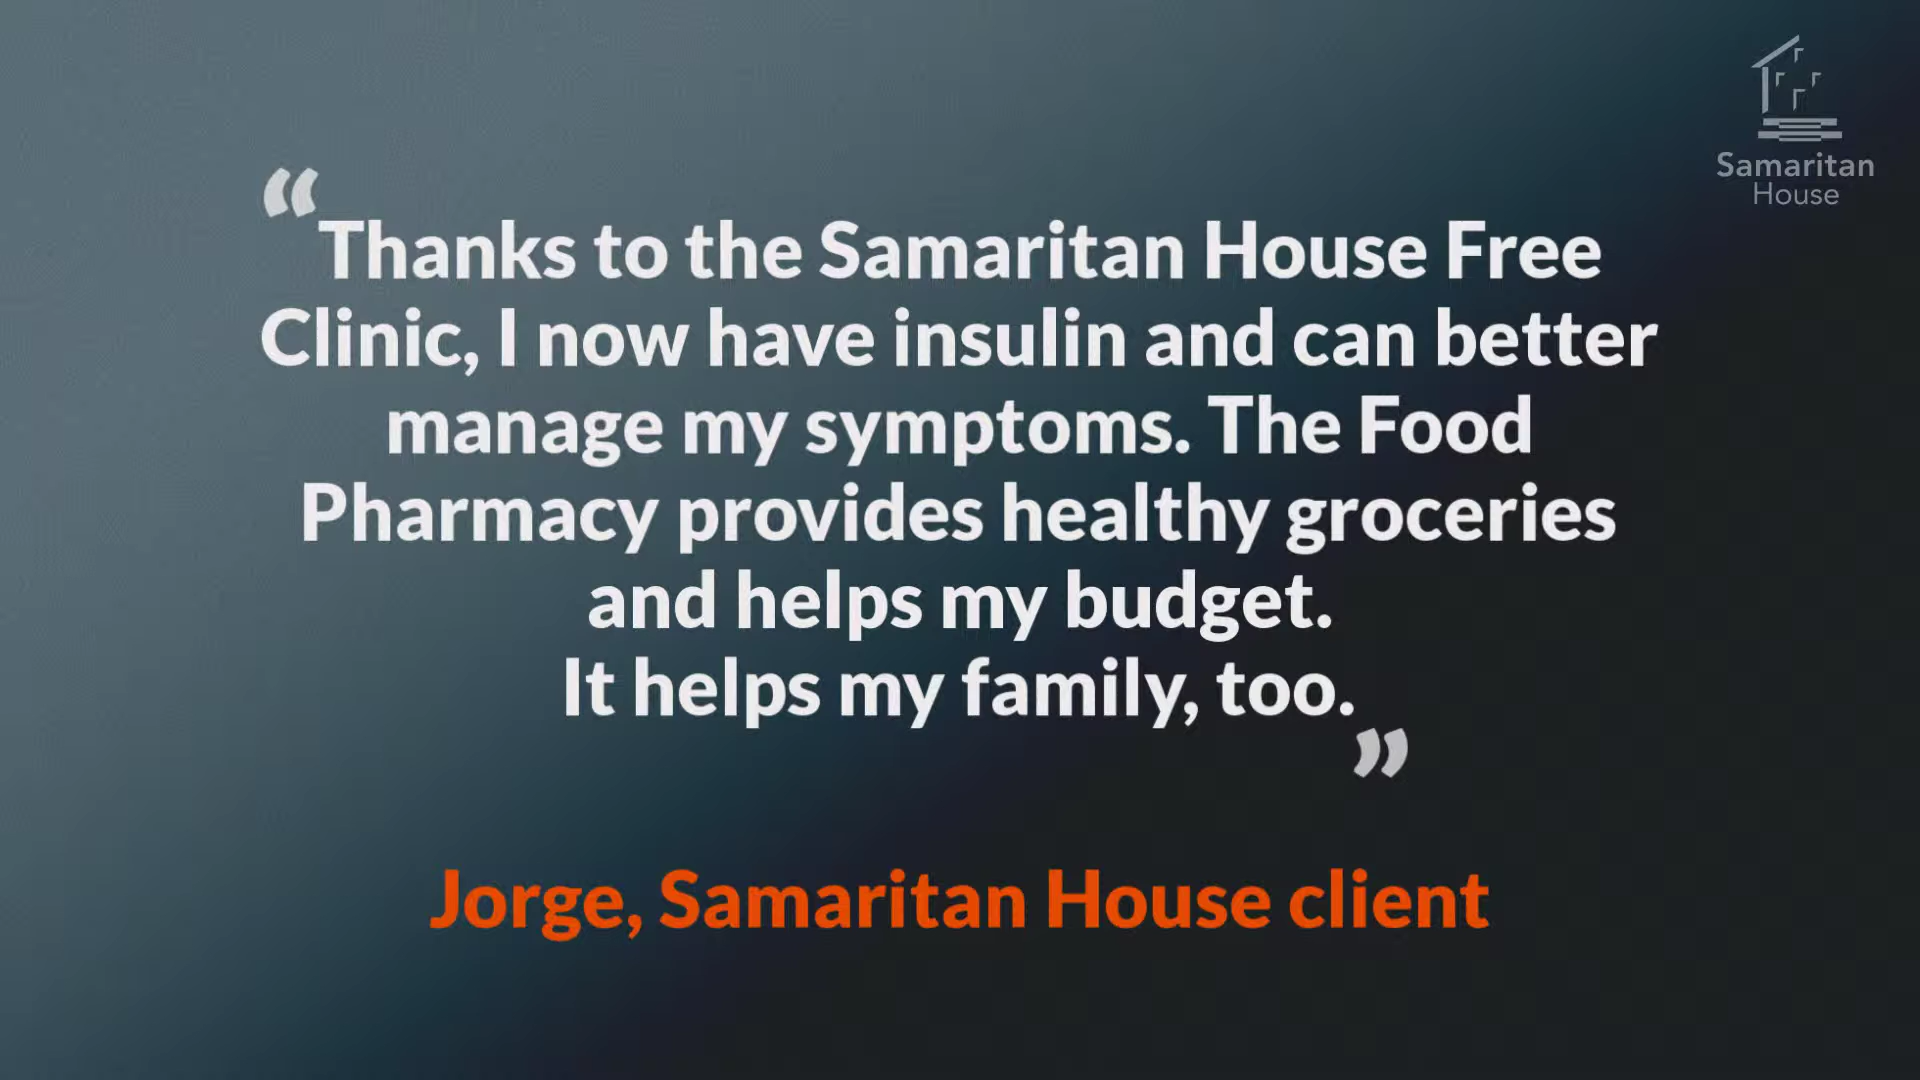 Samaritan
House
“Thanks to the Samaritan House Free
Clinic, I now have insulin and can better
manage my symptoms. The Food
Pharmacy provides healthy groceries
and helps my budget.
It helps my family, too.”
Jorge, Samaritan House client